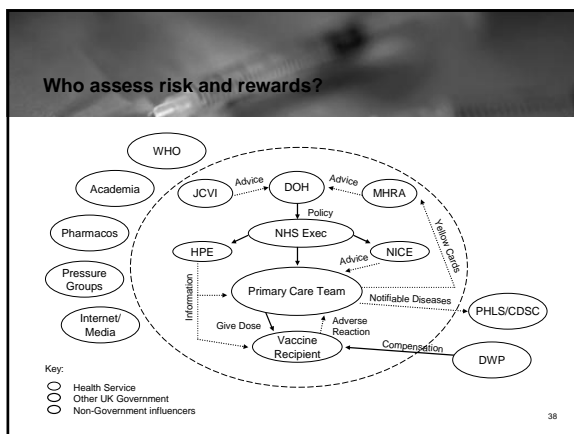 Who assess risk and rewards?
WHO
Academia
Pharmacos
Pressure
Groups
Internet/
Media
JCVI
Advice
DOH
Advice
MHRA
Policy
NHS Exec
HPE
NICE
Advice
Yellow Cards
Information
Primary Care Team
Notifiable Diseases
PHLS/CDSC
Give Dose
Adverse
Reaction
Vaccine
Recipient
Compensation
DWP
Key:
Health Service
Other UK Government
Non-Government influencers
38